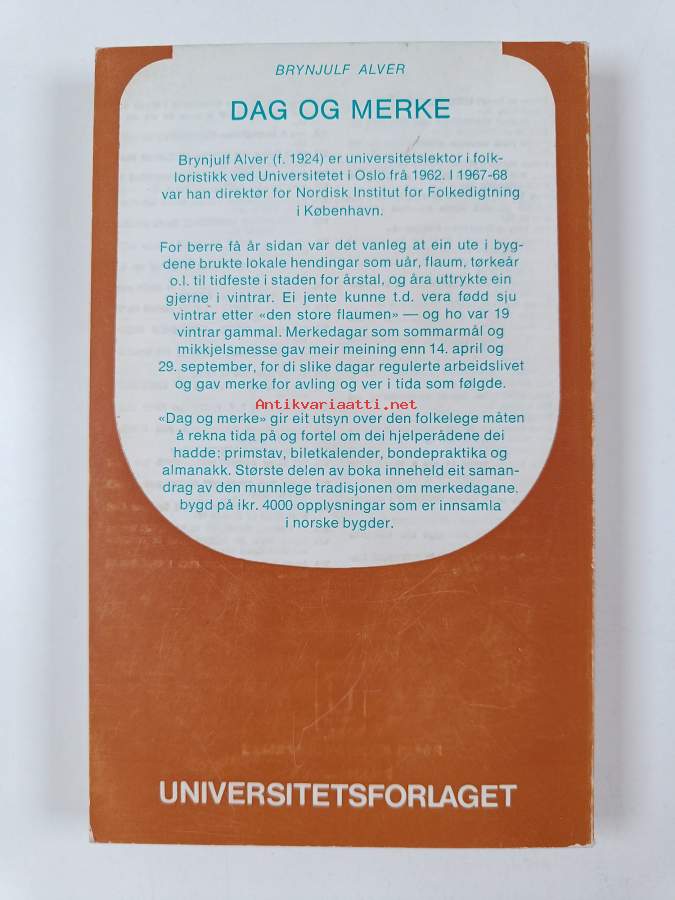 BRYNJULF ALVER
DAG OG MERKE
Brynjulf Alver (f. 1924) er universitetslektor i folk-
loristikk ved Universitetet i Oslo frå 1962. I 1967-68
var han direktør for Nordisk Institut for Folkedigtning
i København.
For berre få år sidan var det vanleg at ein ute i byg-
dene brukte lokale hendingar som uår, flaum, tørkeår
o.l. til tidfeste i staden for årstal, og åra uttrykte ein
gjerne i vintrar. Ei jente kunne t.d. vera fødd sju
vintrar etter «den store flaumen» — og ho var 19
vintrar gammal. Merkedagar som sommarmål og
mikkjelsmesse gav meir meining enn 14. april og
29. september, for di slike dagar regulerte arbeidslivet
og gav merke for avling og ver i tida som følgde.
Antikvariaatti.net
«Dag og merke» gir eit utsyn over den folkelege måten
å rekna tida på og fortel om dei hjelperådene dei
hadde: primstav, biletkalender, bondepraktika og
almanakk. Største delen av boka inneheld eit saman-
drag av den munnlege tradisjonen om merkedagane.
bygd på ikr. 4000 opplysningar som er innsamla
i norske bygder.
UNIVERSITETSFORLAGET